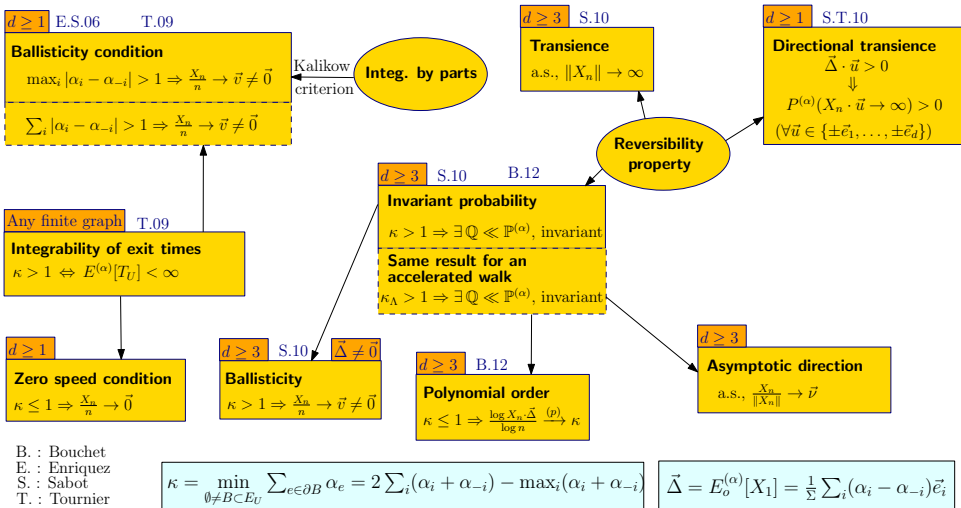 d ≥ 1 E.S.06 T.09
Ballisticity condition
max_i |α_i − α_{−i}| > 1 ⇒ X_n/n → v⃗ ≠ 0⃗
∑_i |α_i − α_{−i}| > 1 ⇒ X_n/n → v⃗ ≠ 0⃗
Kalikow
criterion
Integ. by parts
d ≥ 3 S.10
Transience
a.s., ‖X_n‖ → ∞
d ≥ 1 S.T.10
Directional transience
Δ⃗ · u⃗ > 0
⇓
P^{(α)}(X_n · u⃗ → ∞) > 0
(∀u⃗ ∈ {±e⃗_1, . . . , ±e⃗_d})
Reversibility
property
d ≥ 3 S.10 B.12
Invariant probability
κ > 1 ⇒ ∃ ℚ ≪ ℙ^{(α)}, invariant
Same result for an
accelerated walk
κ_Λ > 1 ⇒ ∃ ℚ ≪ ℙ^{(α)}, invariant
Any finite graph T.09
Integrability of exit times
κ > 1 ⇔ E^{(α)}[T_U] < ∞
d ≥ 1
Zero speed condition
κ ≤ 1 ⇒ X_n/n → 0⃗
d ≥ 3 S.10 Δ⃗ ≠ 0⃗
Ballisticity
κ > 1 ⇒ X_n/n → v⃗ ≠ 0⃗
d ≥ 3 B.12
Polynomial order
κ ≤ 1 ⇒ log X_n·Δ⃗ / log n →^{(p)} κ
d ≥ 3
Asymptotic direction
a.s., X_n/‖X_n‖ → ν⃗
B. : Bouchet
E. : Enriquez
S. : Sabot
T. : Tournier
κ = min_{∅≠B⊂E_U} ∑_{e∈∂B} α_e = 2 ∑_i(α_i + α_{−i}) − max_i(α_i + α_{−i})
Δ⃗ = E_o^{(α)}[X_1] = 1/Σ ∑_i(α_i − α_{−i})e⃗_i